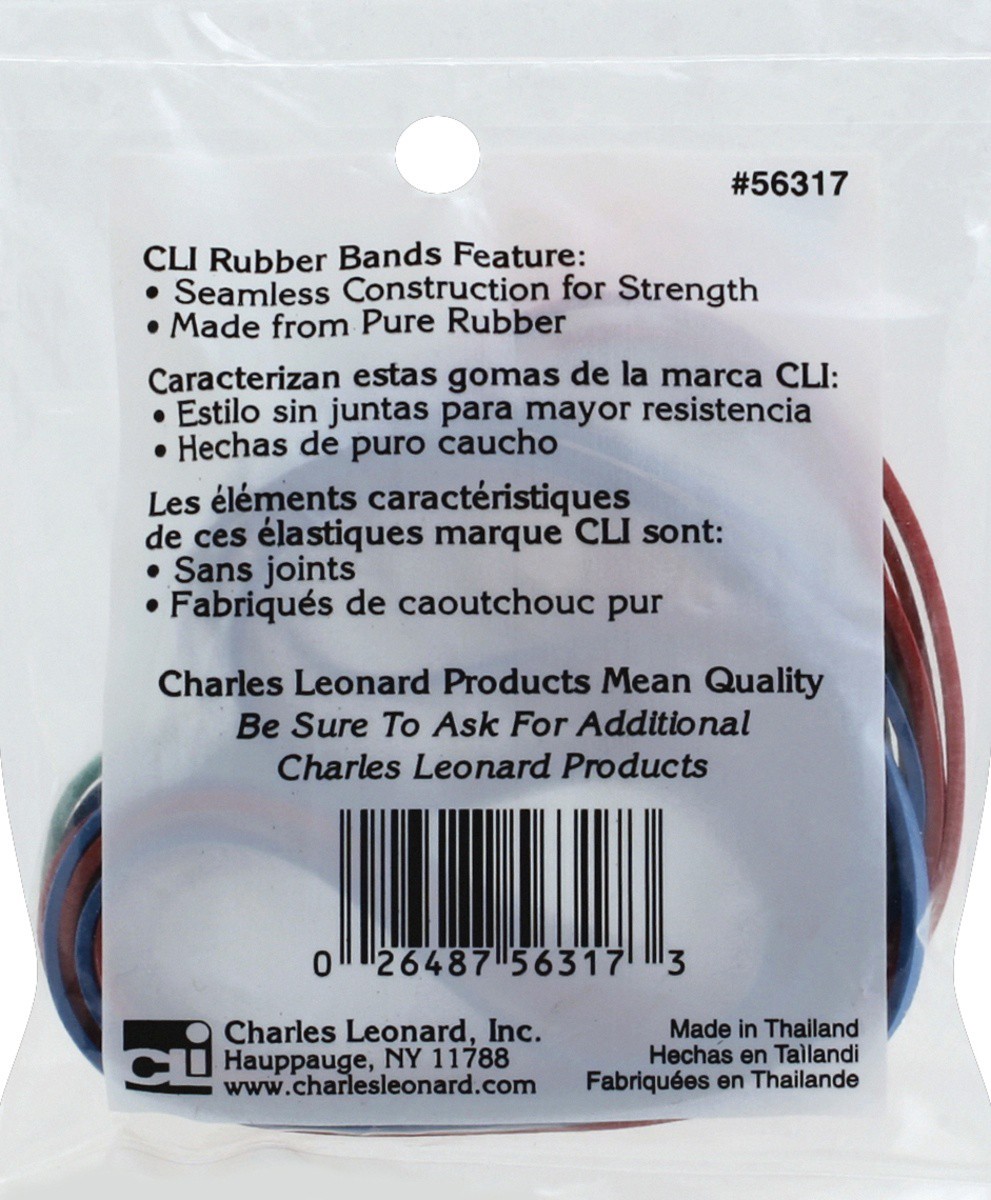 #56317
CLI Rubber Bands Feature:
• Seamless Construction for Strength
• Made from Pure Rubber
Caracterizan estas gomas de la marca CLI:
• Estilo sin juntas para mayor resistencia
• Hechas de puro caucho
Les éléments caractéristiques
de ces élastiques marque CLI sont:
• Sans joints
• Fabriqués de caoutchouc pur
Charles Leonard Products Mean Quality
Be Sure To Ask For Additional
Charles Leonard Products
0 26487 56317 3
CLi
Charles Leonard, Inc.
Hauppauge, NY 11788
www.charlesleonard.com
Made in Thailand
Hechas en Tailandi
Fabriquées en Thailande